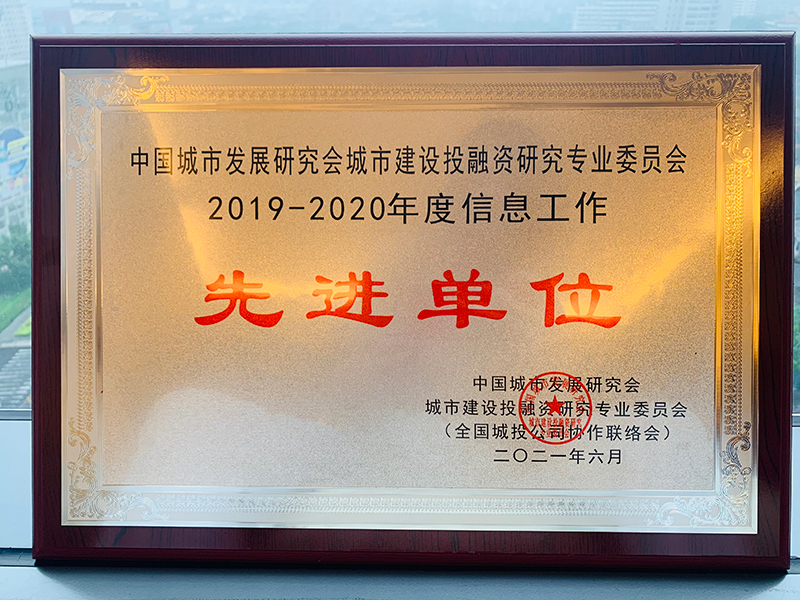 中国城市发展研究会城市建设投融资研究专业委员会
2019-2020年度信息工作
先进单位
中国城市发展研究会
城市建设投融资研究专业委员会
（全国城投公司协作联络会）
二〇二一年六月